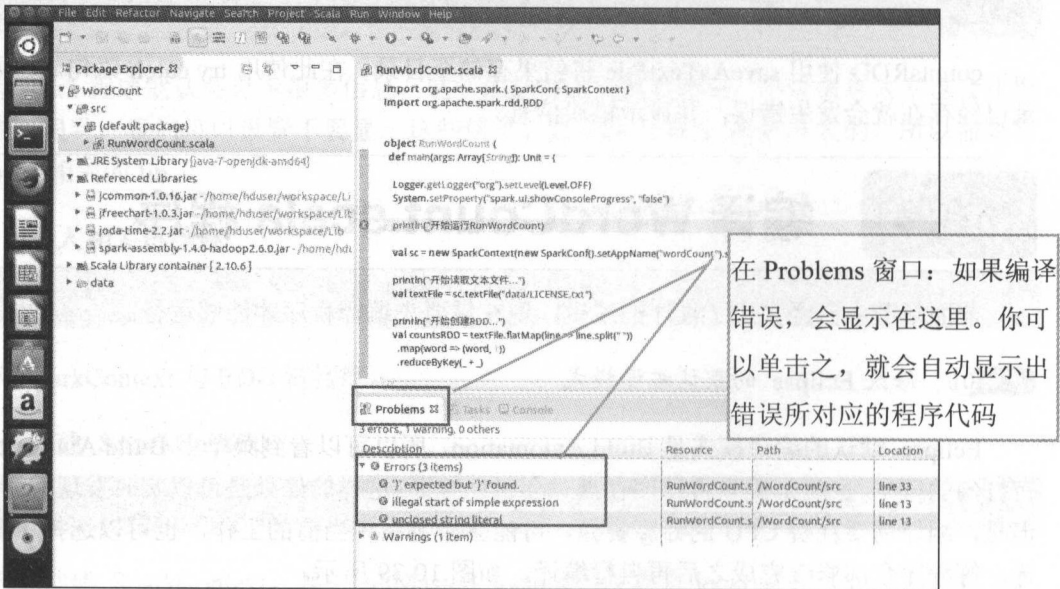 File Edit Refactor Navigate Search Project Scala Run Window Help
Package Explorer
WordCount
src
(default package)
RunWordCount.scala
JRE System Library [java-7-openjdk-amd64]
Referenced Libraries
jcommon-1.0.16.jar - /home/hduser/workspace/Li
jfreechart-1.0.3.jar - /home/hduser/workspace/Lib
joda-time-2.2.jar - /home/hduser/workspace/Lib
spark-assembly-1.4.0-hadoop2.6.0.jar - /home/hdu
Scala Library container [ 2.10.6 ]
data
RunWordCount.scala
import org.apache.spark.{ SparkConf, SparkContext }
import org.apache.spark.rdd.RDD
object RunWordCount {
def main(args: Array[String]): Unit = {
Logger.getLogger("org").setLevel(Level.OFF)
System.setProperty("spark.ui.showConsoleProgress", "false")
println("开始运行RunWordCount)
val sc = new SparkContext(new SparkConf().setAppName("wordCount").s
println("开始读取文本文件...")
val textFile = sc.textFile("data/LICENSE.txt")
println("开始创建RDD...")
val countsRDD = textFile.flatMap(line => line.split(" "))
.map(word => (word, 1))
.reduceByKey(_ + _)
在 Problems 窗口：如果编译
错误，会显示在这里。你可
以单击之，就会自动显示出
错误所对应的程序代码
Problems Tasks Console
3 errors, 1 warning, 0 others
Description Resource Path Location
Errors (3 items)
')' expected but '}' found. RunWordCount.s /WordCount/src line 33
illegal start of simple expression RunWordCount.s /WordCount/src line 13
unclosed string literal RunWordCount.s /WordCount/src line 13
Warnings (1 item)